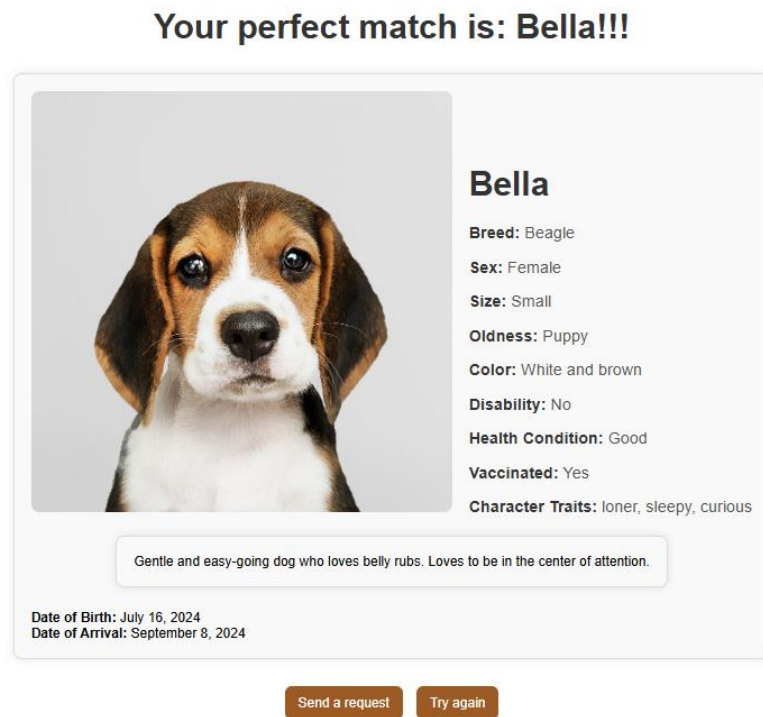 Your perfect match is: Bella!!!
Bella
Breed: Beagle
Sex: Female
Size: Small
Oldness: Puppy
Color: White and brown
Disability: No
Health Condition: Good
Vaccinated: Yes
Character Traits: loner, sleepy, curious
Gentle and easy-going dog who loves belly rubs. Loves to be in the center of attention.
Date of Birth: July 16, 2024
Date of Arrival: September 8, 2024
Send a request
Try again